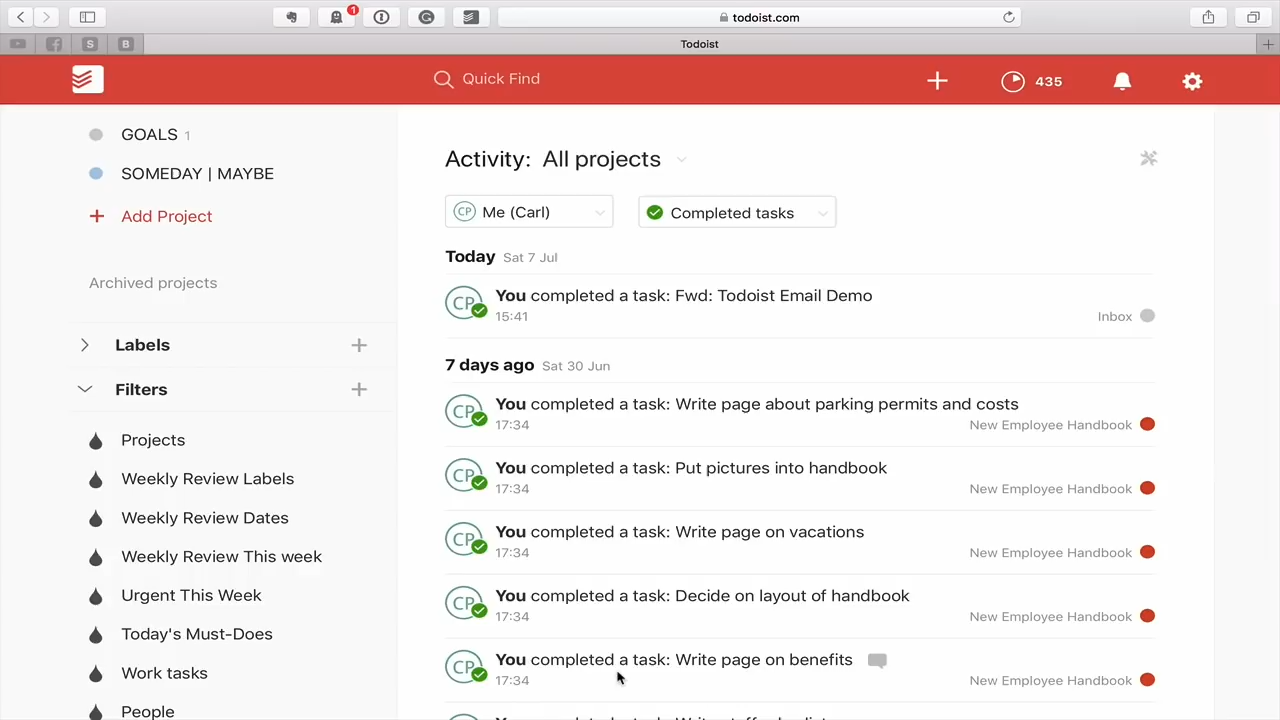 1
todoist.com
S
B
Todoist
Quick Find
435
GOALS 1
SOMEDAY | MAYBE
Add Project
Archived projects
Labels
Filters
Projects
Weekly Review Labels
Weekly Review Dates
Weekly Review This week
Urgent This Week
Today's Must-Does
Work tasks
People
Activity: All projects
CP Me (Carl)
Completed tasks
Today Sat 7 Jul
CP You completed a task: Fwd: Todoist Email Demo
15:41 Inbox
7 days ago Sat 30 Jun
CP You completed a task: Write page about parking permits and costs
17:34 New Employee Handbook
CP You completed a task: Put pictures into handbook
17:34 New Employee Handbook
CP You completed a task: Write page on vacations
17:34 New Employee Handbook
CP You completed a task: Decide on layout of handbook
17:34 New Employee Handbook
CP You completed a task: Write page on benefits
17:34 New Employee Handbook